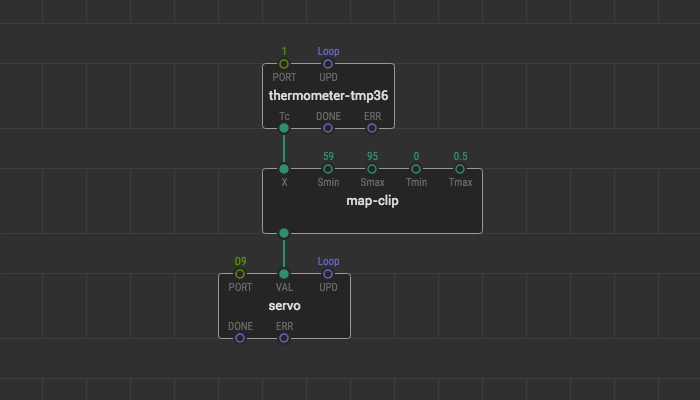 1 Loop
PORT UPD
thermometer-tmp36
Tc DONE ERR
59 95 0 0.5
X Smin Smax Tmin Tmax
map-clip
D9 Loop
PORT VAL UPD
servo
DONE ERR